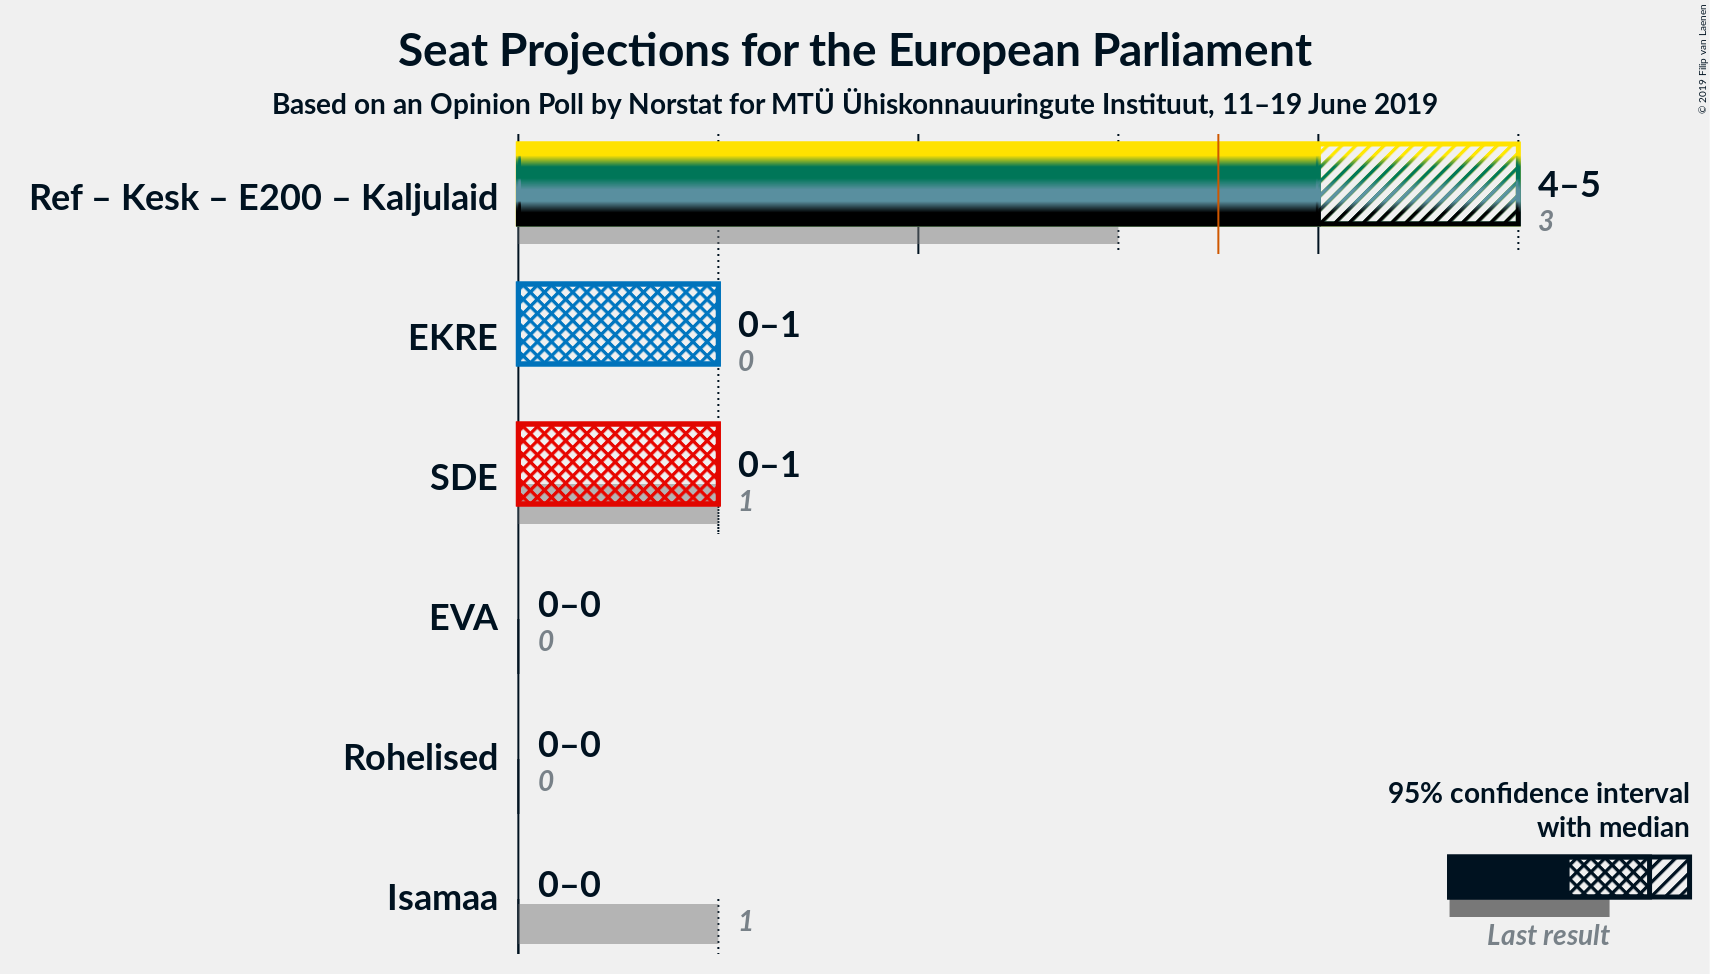 Seat Projections for the European Parliament
Based on an Opinion Poll by Norstat for MTÜ Ühiskonnauuringute Instituut, 11–19 June 2019
© 2019 Filip van Laenen
Ref – Kesk – E200 – Kaljulaid
4–5
3
EKRE
0–1
0
SDE
0–1
1
EVA
0–0
0
Rohelised
0–0
0
Isamaa
0–0
1
95% confidence interval
with median
Last result